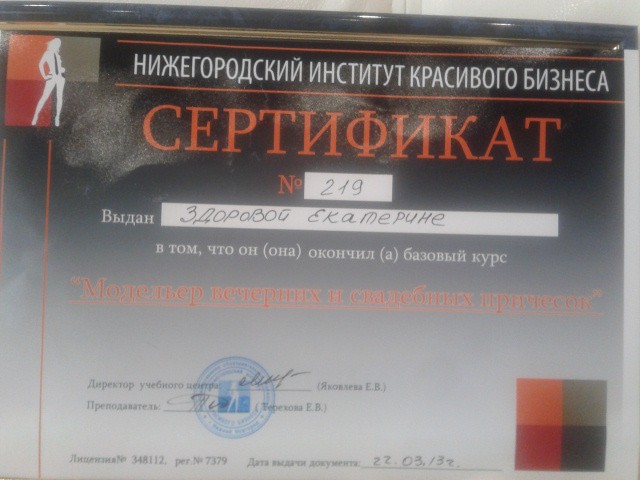 НИЖЕГОРОДСКИЙ ИНСТИТУТ КРАСИВОГО БИЗНЕСА
СЕРТИФИКАТ
№ 219
Выдан Здоровой Екатерине
в том, что он (она) окончил (а) базовый курс
"Модельер вечерних и свадебных причесок"
Директор учебного центра (Яковлева Е.В.)
Преподаватель: (Терехова Е.В.)
Лицензия№ 348112, рег.№ 7379 Дата выдачи документа: 22.03.13г.